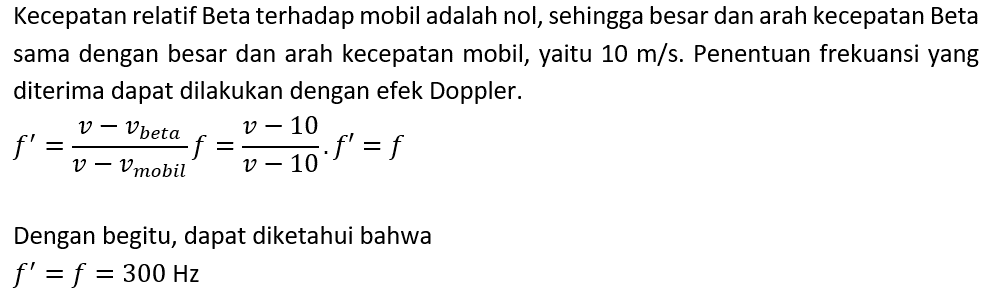 Kecepatan relatif Beta terhadap mobil adalah nol, sehingga besar dan arah kecepatan Beta
sama dengan besar dan arah kecepatan mobil, yaitu 10 m/s. Penentuan frekuansi yang
diterima dapat dilakukan dengan efek Doppler.
f′ = \frac{v − v_{beta}}{v − v_{mobil}} f = \frac{v − 10}{v − 10} . f′ = f
Dengan begitu, dapat diketahui bahwa
f′ = f = 300 Hz